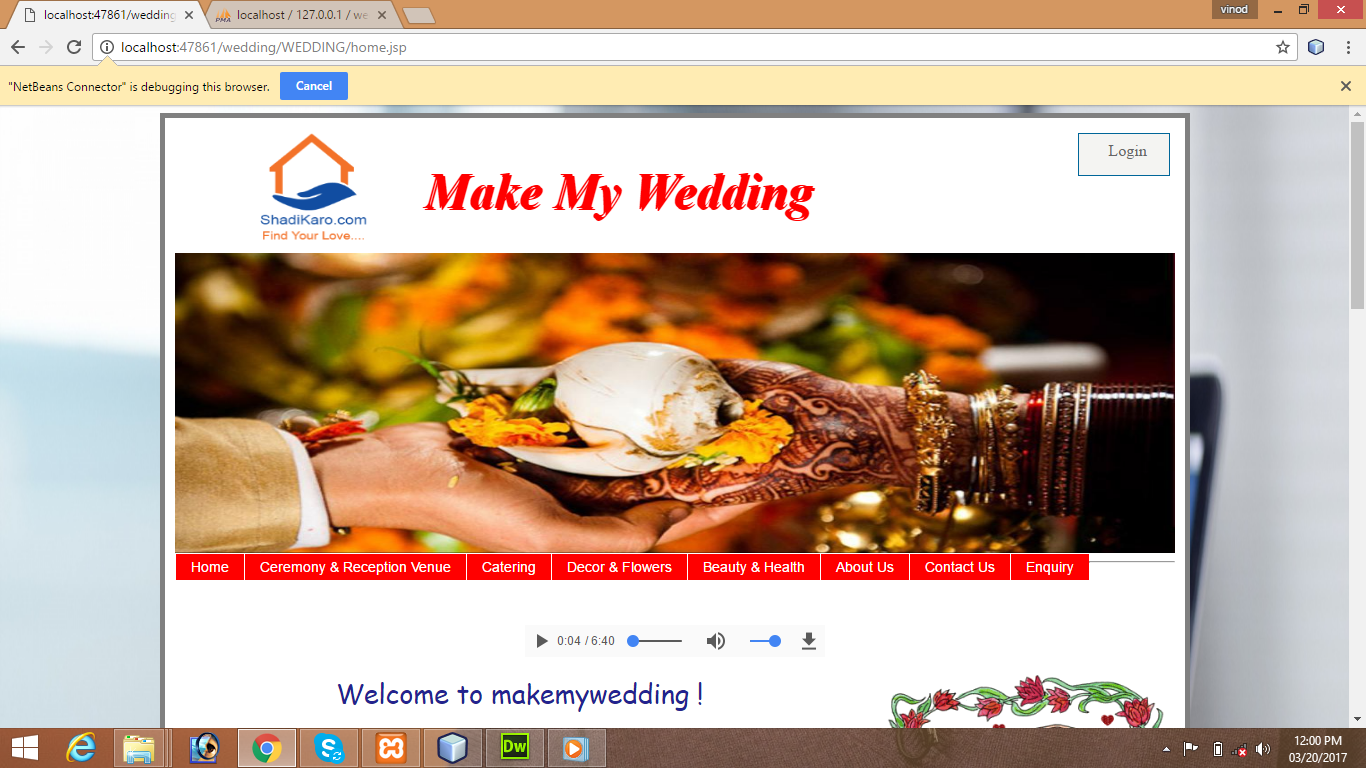 vinod
localhost:47861/wedding
localhost / 127.0.0.1 / we
localhost:47861/wedding/WEDDING/home.jsp
"NetBeans Connector" is debugging this browser. Cancel
Login
Make My Wedding
ShadiKaro.com
Find Your Love....
Home Ceremony & Reception Venue Catering Decor & Flowers Beauty & Health About Us Contact Us Enquiry
0:04 / 6:40
Welcome to makemywedding !
Dw
12:00 PM
03/20/2017